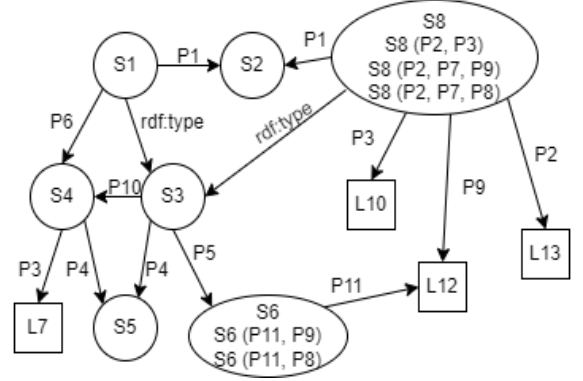 S8
S8 (P2, P3)
S8 (P2, P7, P9)
S8 (P2, P7, P8)
S1
P1
S2
P1
P6
rdf:type
rdf:type
P3
P9
P2
S4
P10
S3
L10
L13
P3
P4
P4
P5
P11
L12
L7
S5
S6
S6 (P11, P9)
S6 (P11, P8)